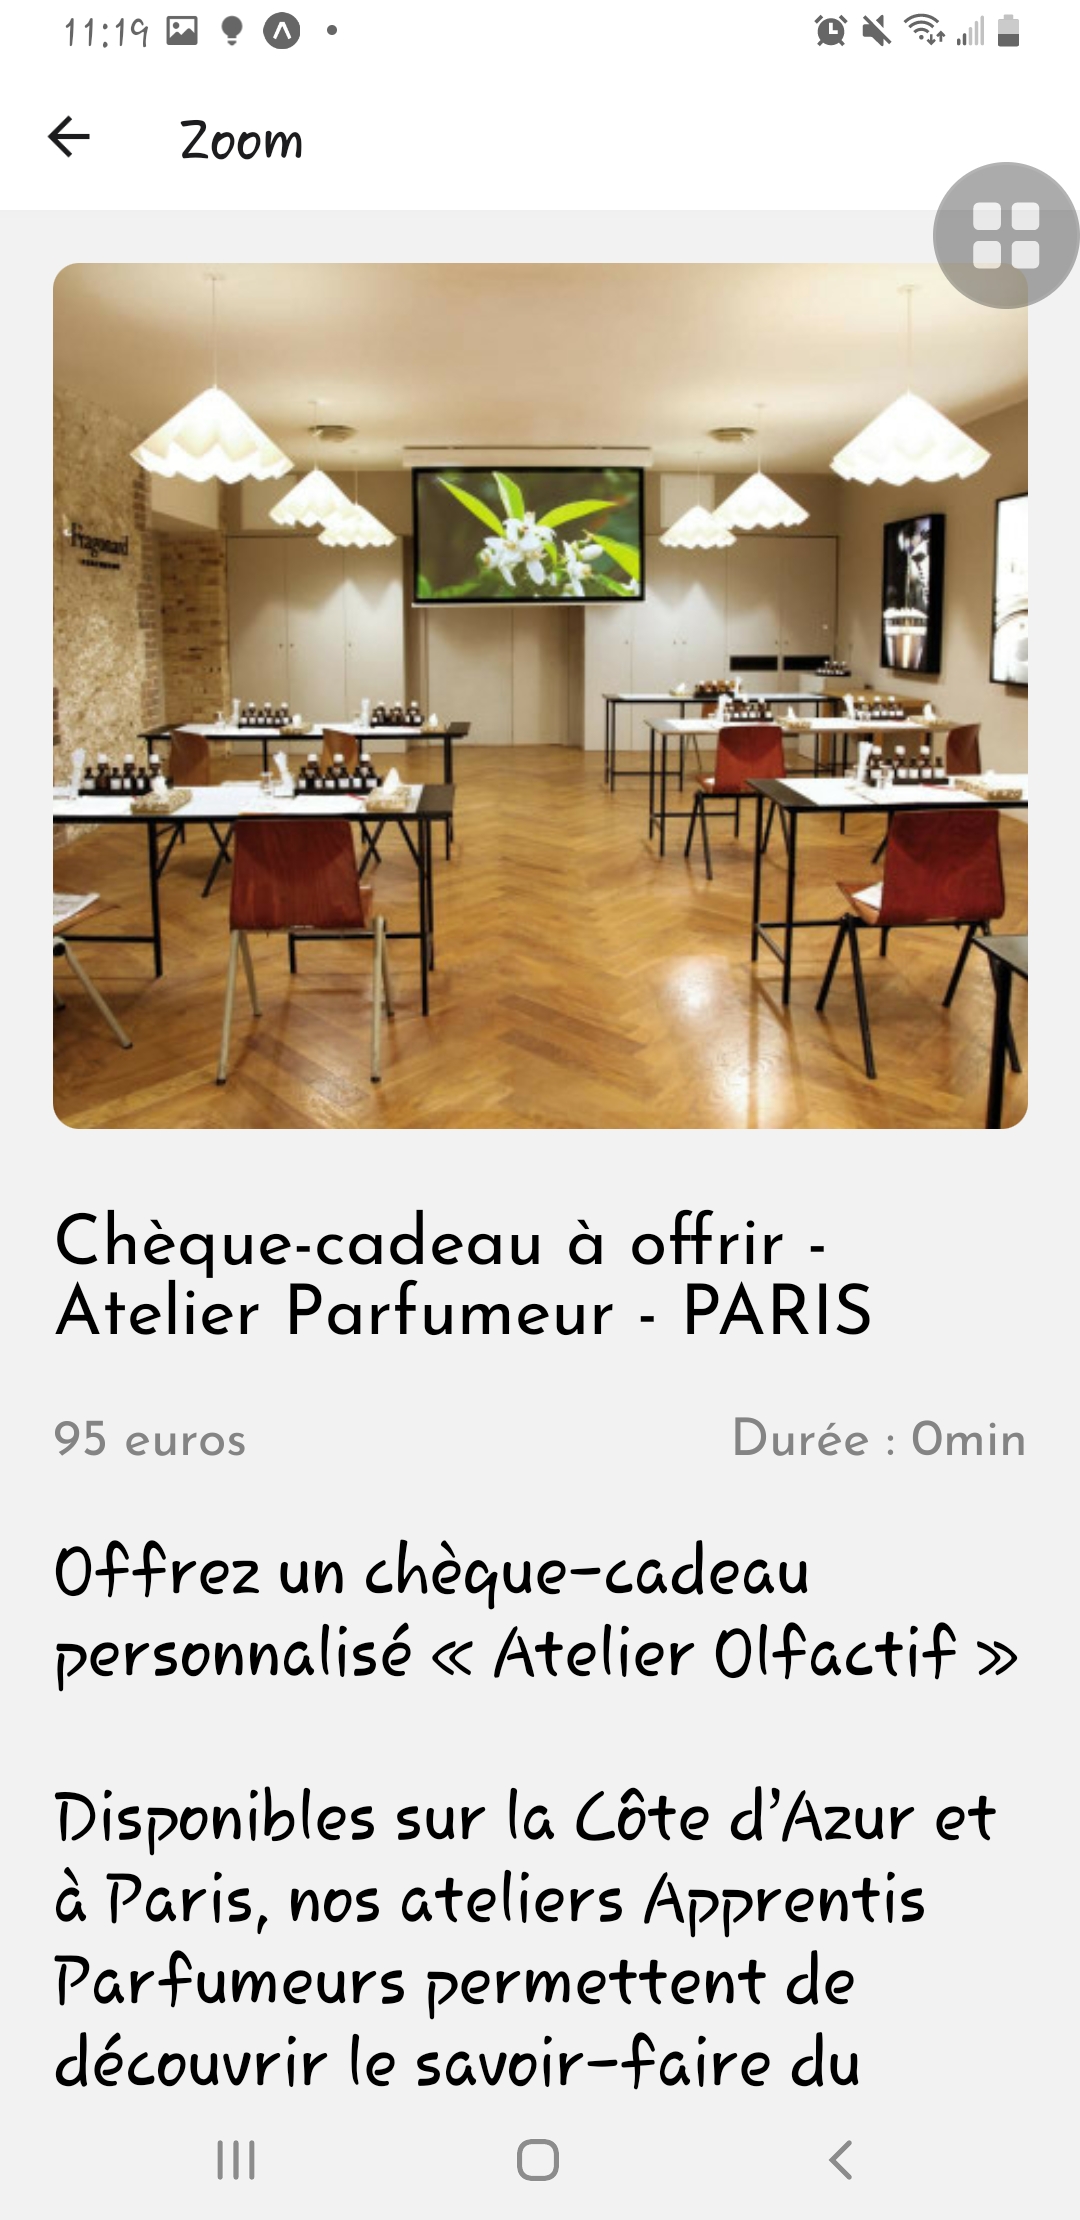 11:19
Zoom
Fragonard
Chèque-cadeau à offrir -
Atelier Parfumeur - PARIS
95 euros
Durée : 0min
Offrez un chèque-cadeau
personnalisé « Atelier Olfactif »
Disponibles sur la Côte d’Azur et
à Paris, nos ateliers Apprentis
Parfumeurs permettent de
découvrir le savoir-faire du